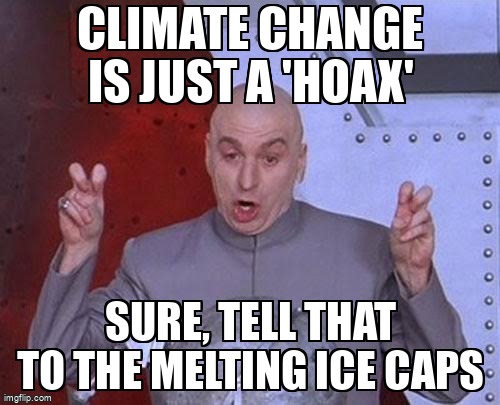 CLIMATE CHANGE
IS JUST A 'HOAX'
SURE, TELL THAT
TO THE MELTING ICE CAPS
imgflip.com